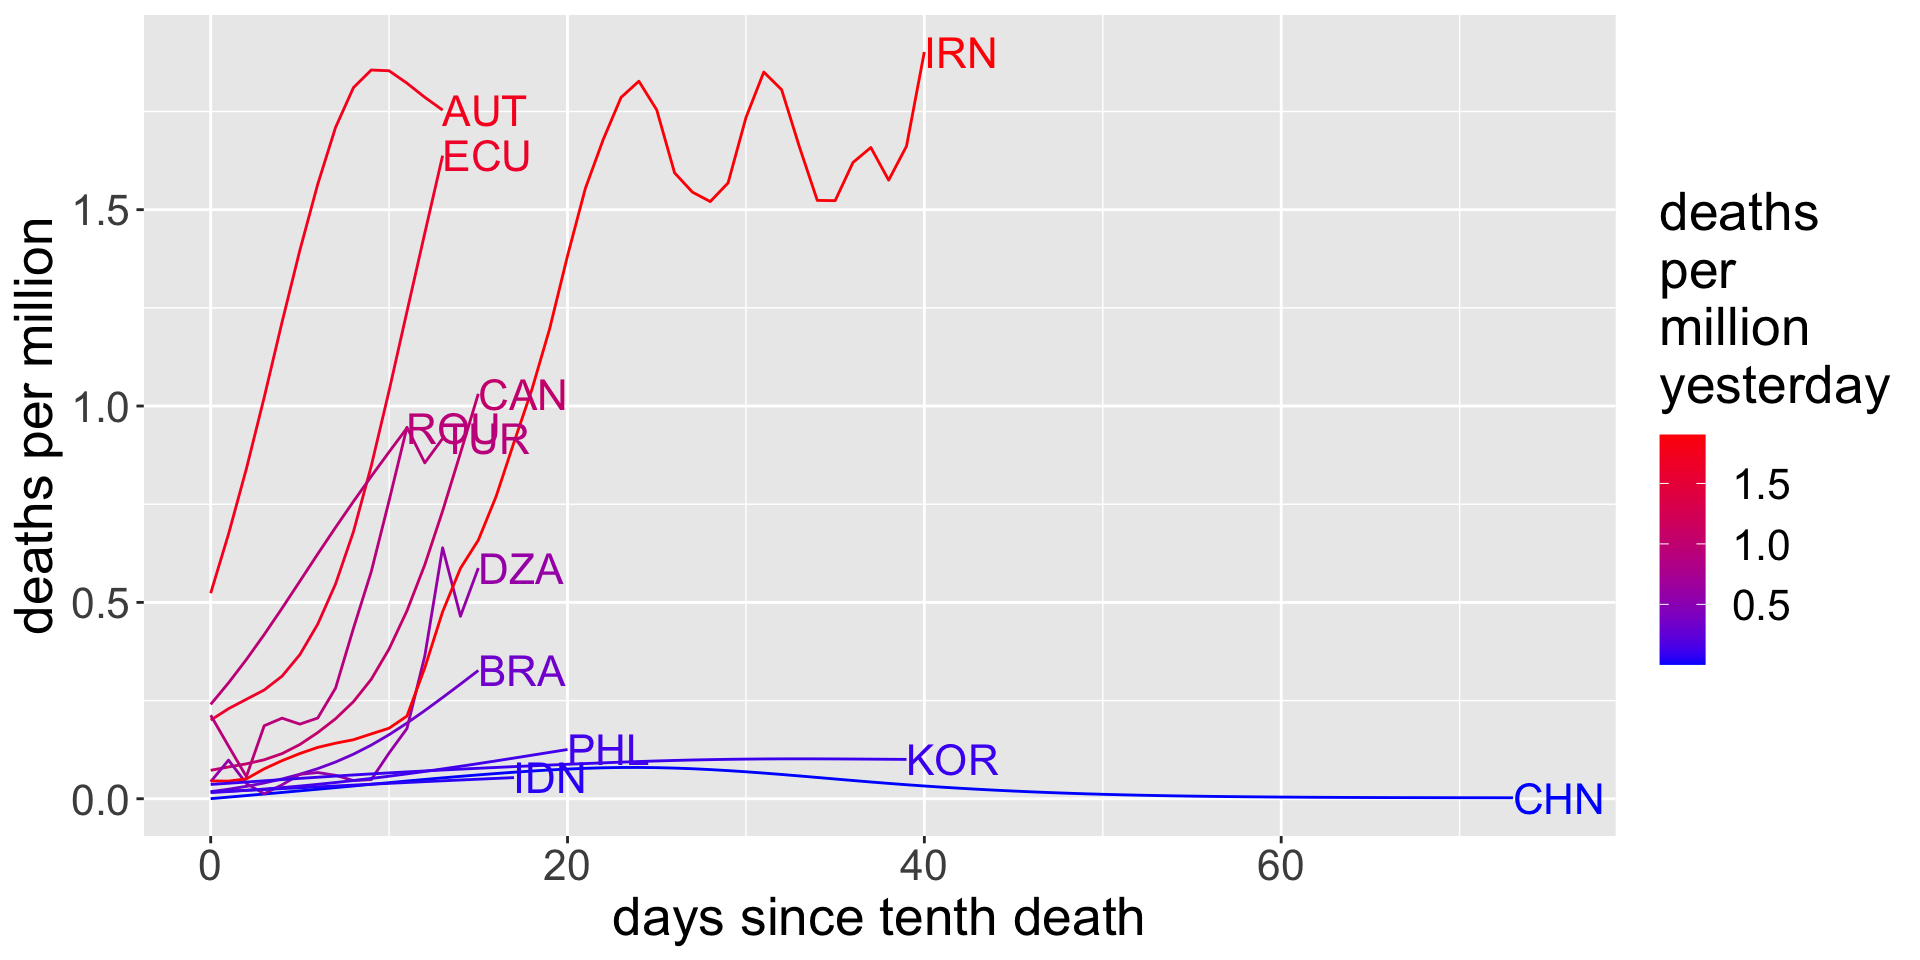 IRN
AUT
ECU
CAN
ROU
TUR
DZA
BRA
PHL
KOR
IDN
CHN
1.5
1.0
0.5
0.0
0
20
40
60
days since tenth death
deaths per million
deaths
per
million
yesterday
1.5
1.0
0.5